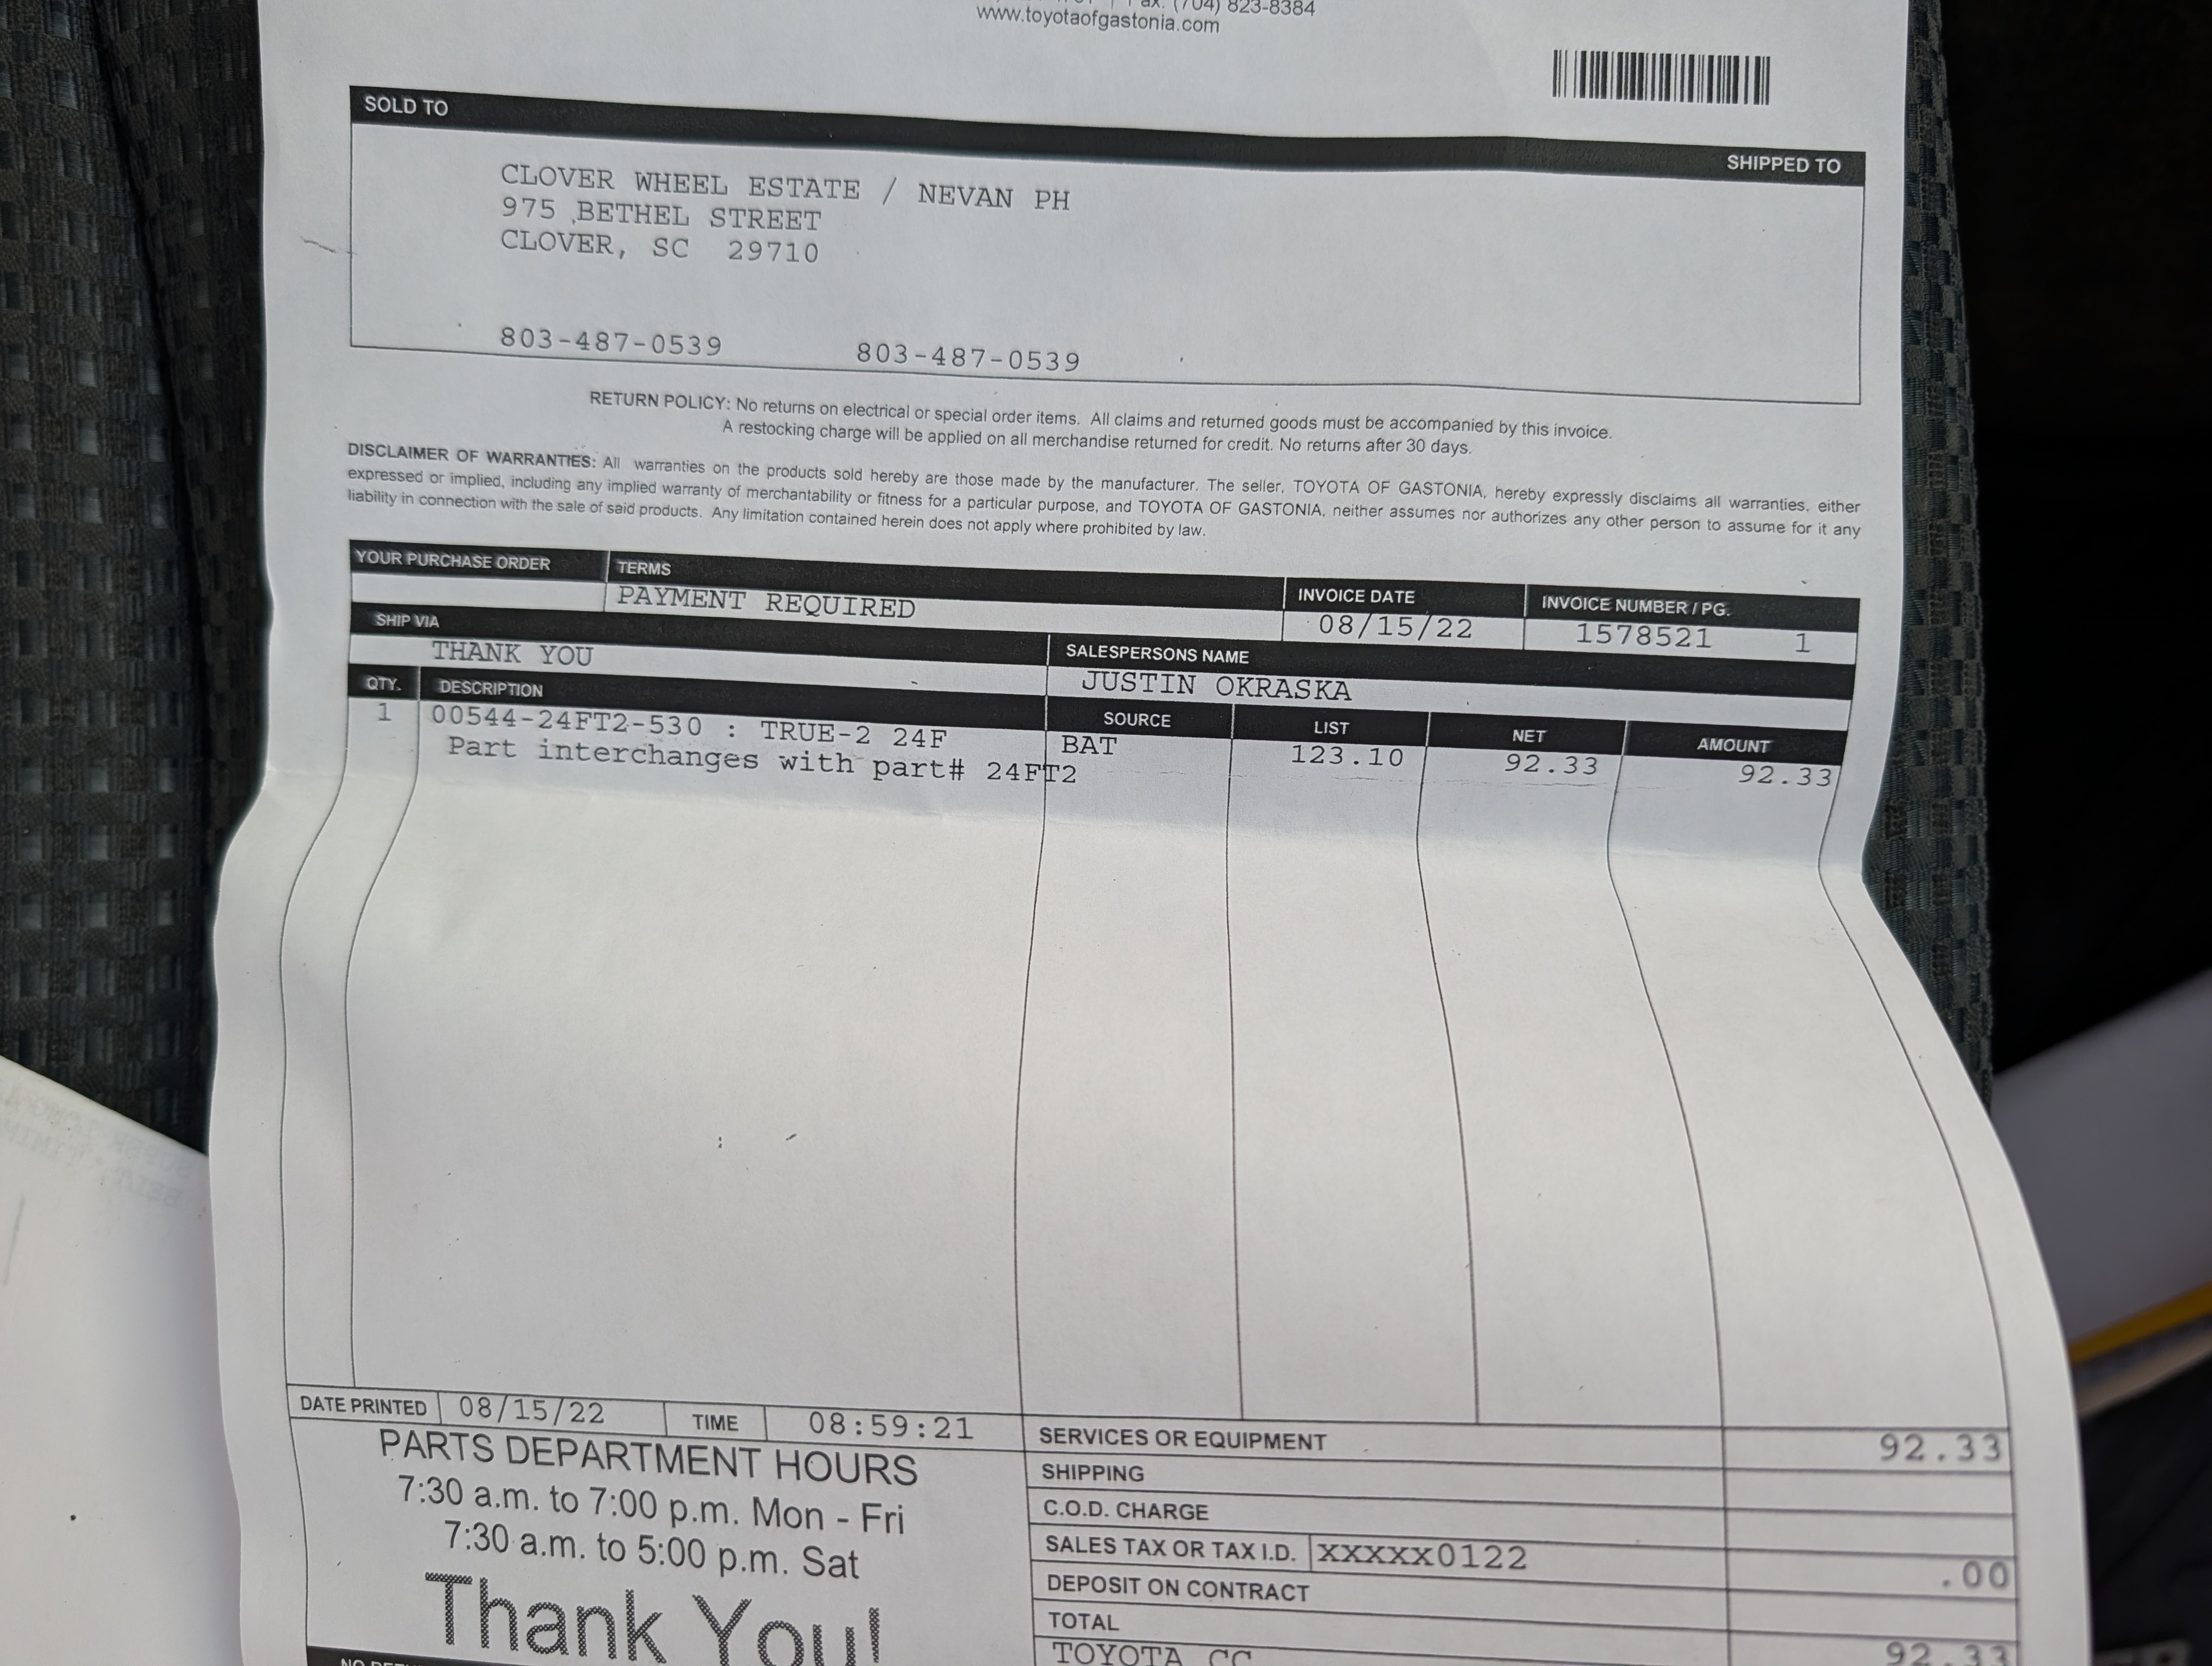 Fax: (704) 823-8384
www.toyotaofgastonia.com
SOLD TO
SHIPPED TO
CLOVER WHEEL ESTATE / NEVAN PH
975 BETHEL STREET
CLOVER, SC 29710
803-487-0539 803-487-0539
RETURN POLICY: No returns on electrical or special order items. All claims and returned goods must be accompanied by this invoice.
A restocking charge will be applied on all merchandise returned for credit. No returns after 30 days.
DISCLAIMER OF WARRANTIES: All warranties on the products sold hereby are those made by the manufacturer. The seller, TOYOTA OF GASTONIA, hereby expressly disclaims all warranties, either
expressed or implied, including any implied warranty of merchantability or fitness for a particular purpose, and TOYOTA OF GASTONIA, neither assumes nor authorizes any other person to assume for it any
liability in connection with the sale of said products. Any limitation contained herein does not apply where prohibited by law.
YOUR PURCHASE ORDER TERMS INVOICE DATE INVOICE NUMBER / PG.
PAYMENT REQUIRED 08/15/22 1578521 1
SHIP VIA SALESPERSONS NAME
THANK YOU JUSTIN OKRASKA
QTY. DESCRIPTION SOURCE LIST NET AMOUNT
1 00544-24FT2-530 : TRUE-2 24F BAT 123.10 92.33 92.33
Part interchanges with part# 24FT2
DATE PRINTED 08/15/22 TIME 08:59:21
PARTS DEPARTMENT HOURS
7:30 a.m. to 7:00 p.m. Mon - Fri
7:30 a.m. to 5:00 p.m. Sat
Thank You!
SERVICES OR EQUIPMENT 92.33
SHIPPING
C.O.D. CHARGE
SALES TAX OR TAX I.D. XXXXX0122 .00
DEPOSIT ON CONTRACT
TOTAL 92.33
TOYOTA CC